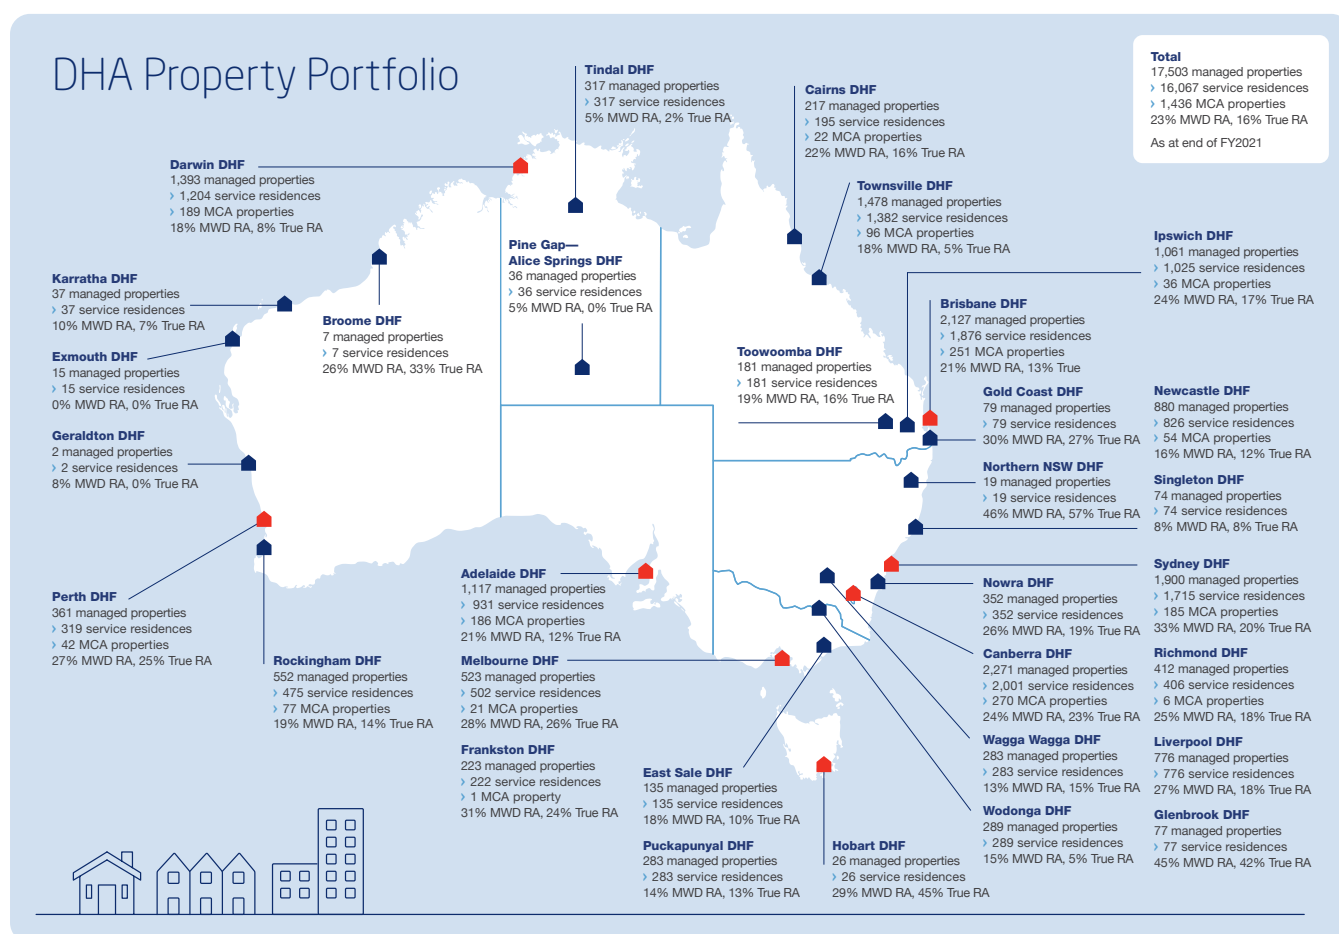 DHA Property Portfolio
Total
17,503 managed properties
› 16,067 service residences
› 1,436 MCA properties
23% MWD RA, 16% True RA
As at end of FY2021
Tindal DHF
317 managed properties
› 317 service residences
5% MWD RA, 2% True RA
Cairns DHF
217 managed properties
› 195 service residences
› 22 MCA properties
22% MWD RA, 16% True RA
Darwin DHF
1,393 managed properties
› 1,204 service residences
› 189 MCA properties
18% MWD RA, 8% True RA
Townsville DHF
1,478 managed properties
› 1,382 service residences
› 96 MCA properties
18% MWD RA, 5% True RA
Pine Gap—
Alice Springs DHF
36 managed properties
› 36 service residences
5% MWD RA, 0% True RA
Ipswich DHF
1,061 managed properties
› 1,025 service residences
› 36 MCA properties
24% MWD RA, 17% True RA
Karratha DHF
37 managed properties
› 37 service residences
10% MWD RA, 7% True RA
Broome DHF
7 managed properties
› 7 service residences
26% MWD RA, 33% True RA
Brisbane DHF
2,127 managed properties
› 1,876 service residences
› 251 MCA properties
21% MWD RA, 13% True
Exmouth DHF
15 managed properties
› 15 service residences
0% MWD RA, 0% True RA
Toowoomba DHF
181 managed properties
› 181 service residences
19% MWD RA, 16% True RA
Gold Coast DHF
79 managed properties
› 79 service residences
30% MWD RA, 27% True RA
Newcastle DHF
880 managed properties
› 826 service residences
› 54 MCA properties
16% MWD RA, 12% True RA
Geraldton DHF
2 managed properties
› 2 service residences
8% MWD RA, 0% True RA
Northern NSW DHF
19 managed properties
› 19 service residences
46% MWD RA, 57% True RA
Singleton DHF
74 managed properties
› 74 service residences
8% MWD RA, 8% True RA
Sydney DHF
1,900 managed properties
› 1,715 service residences
› 185 MCA properties
33% MWD RA, 20% True RA
Adelaide DHF
1,117 managed properties
› 931 service residences
› 186 MCA properties
21% MWD RA, 12% True RA
Nowra DHF
352 managed properties
› 352 service residences
26% MWD RA, 19% True RA
Perth DHF
361 managed properties
› 319 service residences
› 42 MCA properties
27% MWD RA, 25% True RA
Rockingham DHF
552 managed properties
› 475 service residences
› 77 MCA properties
19% MWD RA, 14% True RA
Melbourne DHF
523 managed properties
› 502 service residences
› 21 MCA properties
28% MWD RA, 26% True RA
Canberra DHF
2,271 managed properties
› 2,001 service residences
› 270 MCA properties
24% MWD RA, 23% True RA
Richmond DHF
412 managed properties
› 406 service residences
› 6 MCA properties
25% MWD RA, 18% True RA
Frankston DHF
223 managed properties
› 222 service residences
› 1 MCA property
31% MWD RA, 24% True RA
Wagga Wagga DHF
283 managed properties
› 283 service residences
13% MWD RA, 15% True RA
Liverpool DHF
776 managed properties
› 776 service residences
27% MWD RA, 18% True RA
East Sale DHF
135 managed properties
› 135 service residences
18% MWD RA, 10% True RA
Wodonga DHF
289 managed properties
› 289 service residences
15% MWD RA, 5% True RA
Glenbrook DHF
77 managed properties
› 77 service residences
45% MWD RA, 42% True RA
Puckapunyal DHF
283 managed properties
› 283 service residences
14% MWD RA, 13% True RA
Hobart DHF
26 managed properties
› 26 service residences
29% MWD RA, 45% True RA